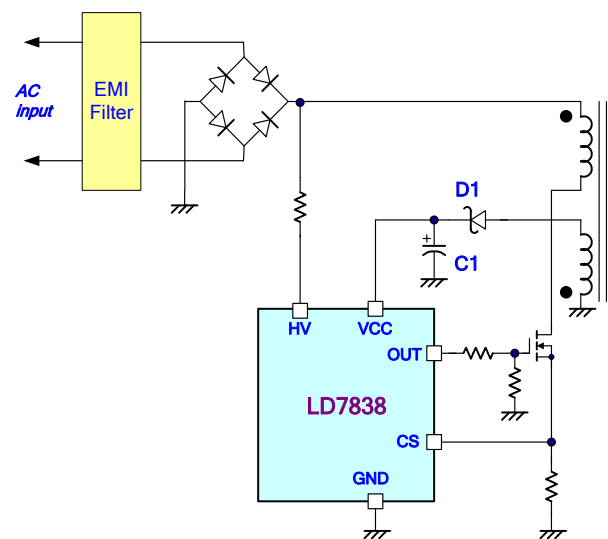 AC
input
EMI
Filter
D1
+
C1
HV
VCC
OUT
LD7838
CS
GND